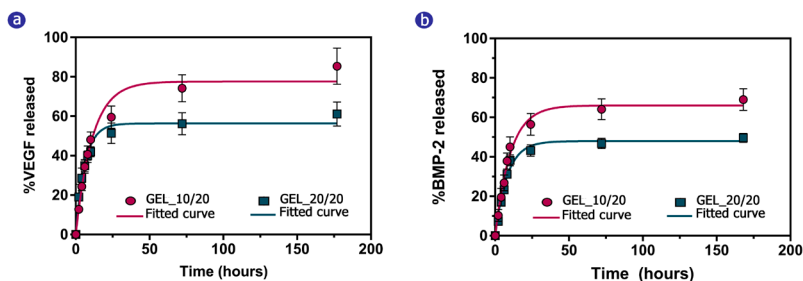 a
%VEGF released
100
80
60
40
20
0
GEL_10/20
Fitted curve
GEL_20/20
Fitted curve
0
50
100
150
200
Time (hours)
b
%BMP-2 released
100
80
60
40
20
0
GEL_10/20
Fitted curve
GEL_20/20
Fitted curve
0
50
100
150
200
Time (hours)